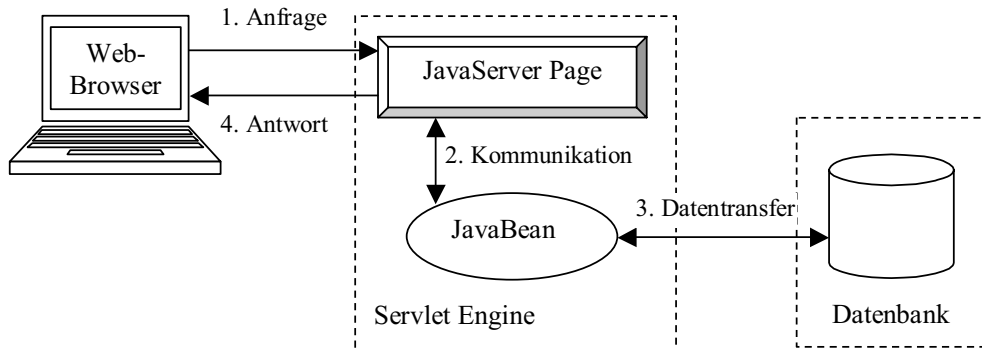 1. Anfrage
Web-
Browser
JavaServer Page
4. Antwort
2. Kommunikation
3. Datentransfer
JavaBean
Servlet Engine
Datenbank